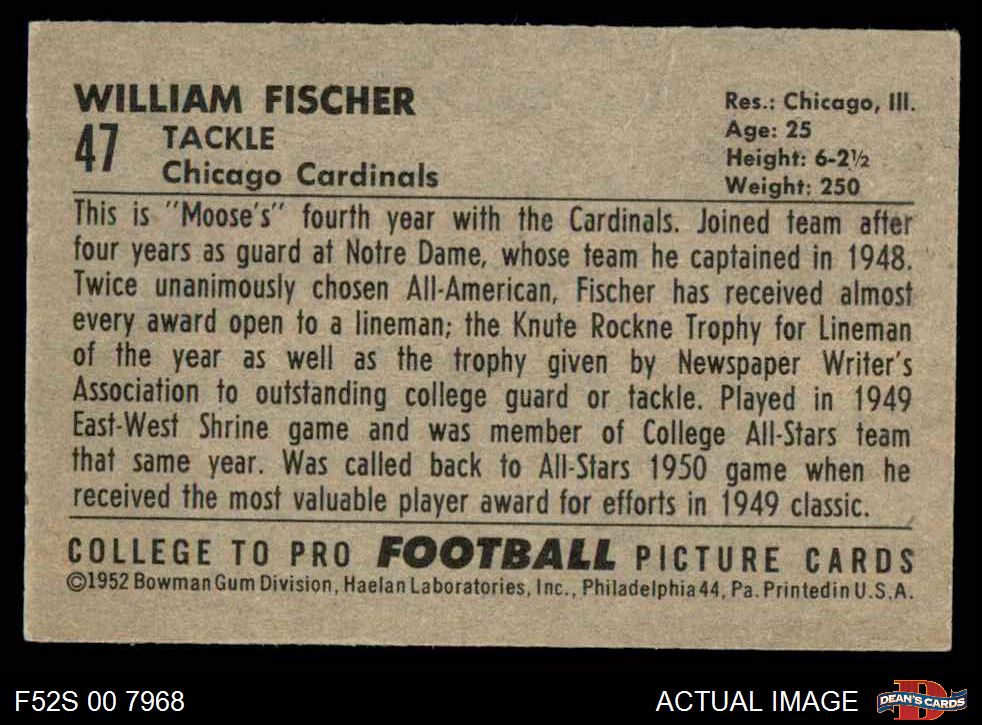 WILLIAM FISCHER
47 TACKLE
Chicago Cardinals
Res.: Chicago, Ill.
Age: 25
Height: 6-2½
Weight: 250
This is "Moose's" fourth year with the Cardinals. Joined team after
four years as guard at Notre Dame, whose team he captained in 1948.
Twice unanimously chosen All-American, Fischer has received almost
every award open to a lineman; the Knute Rockne Trophy for Lineman
of the year as well as the trophy given by Newspaper Writer's
Association to outstanding college guard or tackle. Played in 1949
East-West Shrine game and was member of College All-Stars team
that same year. Was called back to All-Stars 1950 game when he
received the most valuable player award for efforts in 1949 classic.
COLLEGE TO PRO FOOTBALL PICTURE CARDS
©1952 Bowman Gum Division, Haelan Laboratories, Inc., Philadelphia 44, Pa. Printed in U.S.A.
F52S 00 7968
ACTUAL IMAGE
DEAN'S CARDS